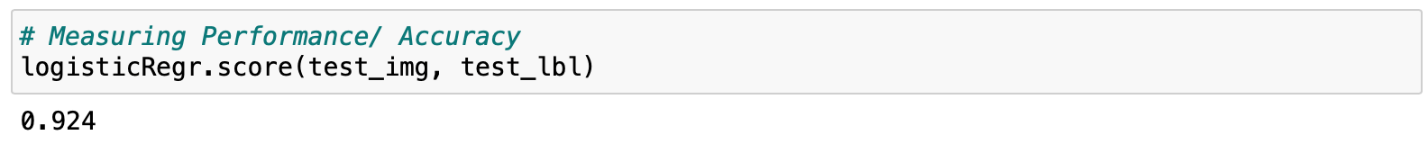 # Measuring Performance/ Accuracy
logisticRegr.score(test_img, test_lbl)
0.924